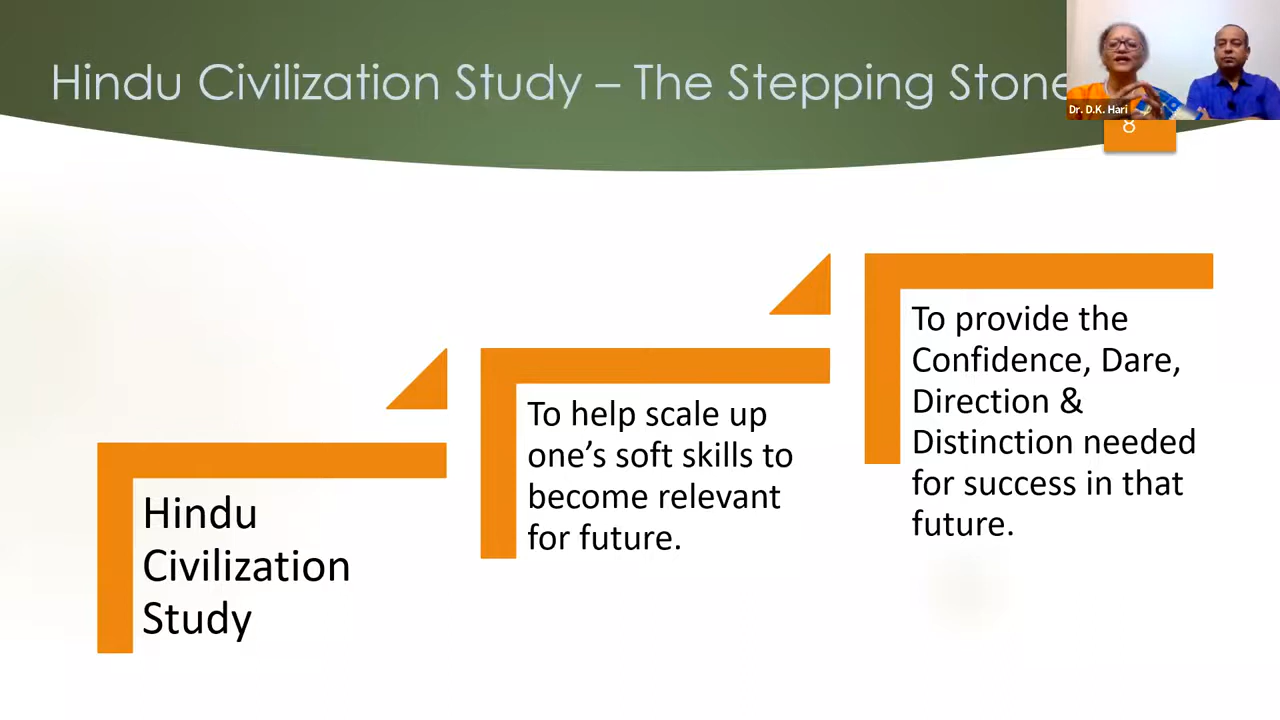 Hindu Civilization Study – The Stepping Stone
Dr. D.K. Hari
8
Hindu
Civilization
Study
To help scale up
one’s soft skills to
become relevant
for future.
To provide the
Confidence, Dare,
Direction &
Distinction needed
for success in that
future.